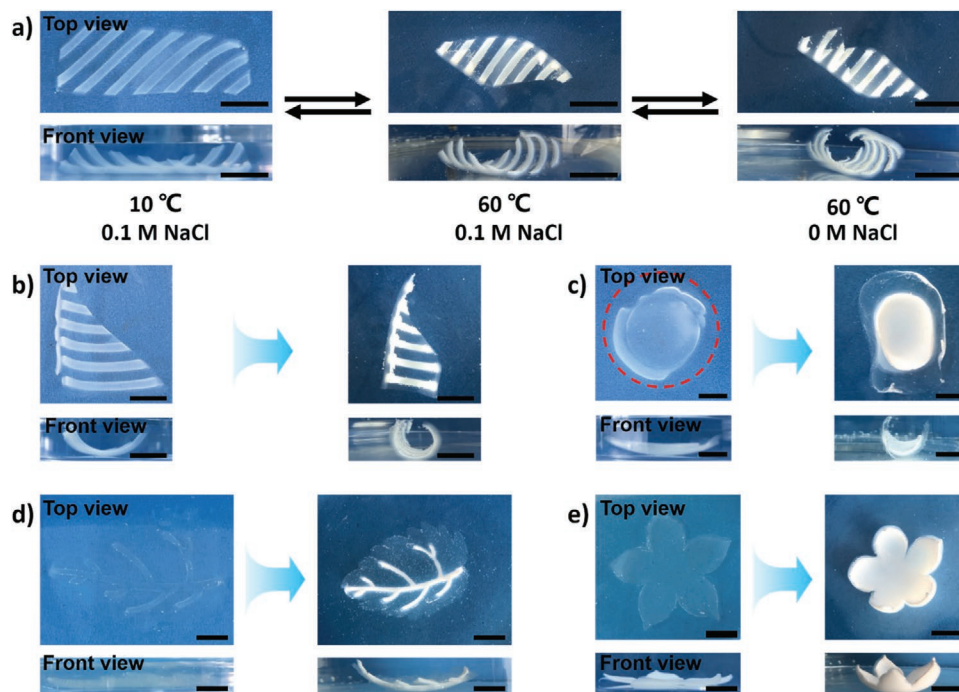 a)
Top view
Front view
10 ℃
0.1 M NaCl
60 ℃
0.1 M NaCl
60 ℃
0 M NaCl
b)
Top view
Front view
c)
Top view
Front view
d)
Top view
Front view
e)
Top view
Front view